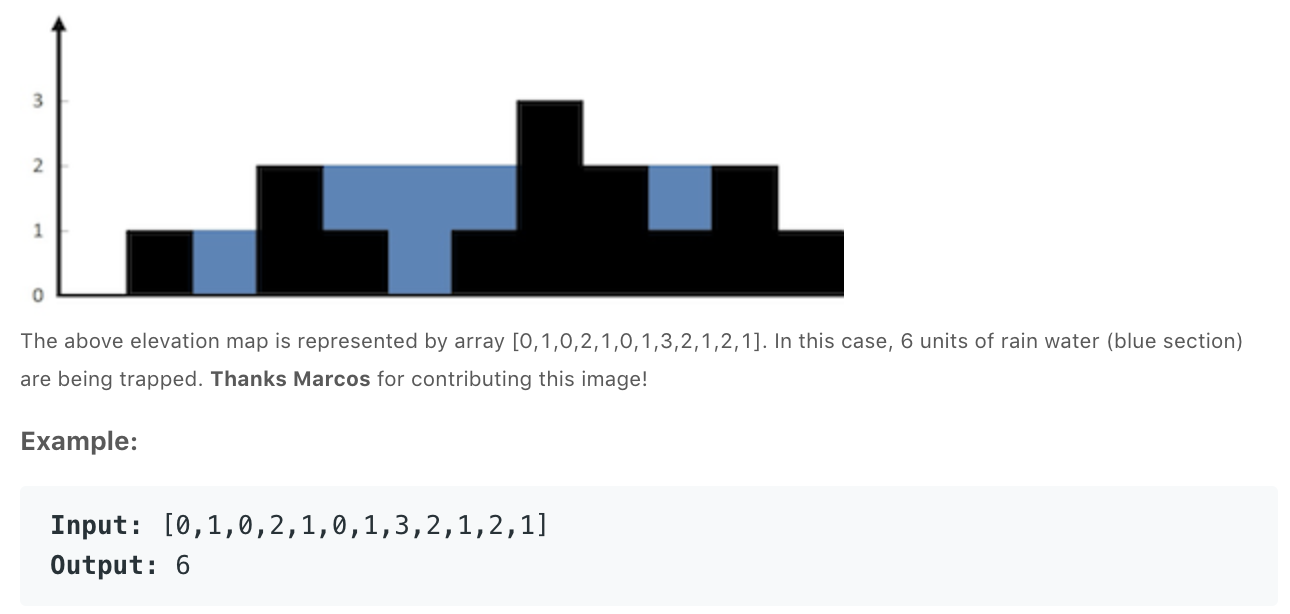 3
2
1
0
The above elevation map is represented by array [0,1,0,2,1,0,1,3,2,1,2,1]. In this case, 6 units of rain water (blue section)
are being trapped. Thanks Marcos for contributing this image!
Example:
Input: [0,1,0,2,1,0,1,3,2,1,2,1]
Output: 6